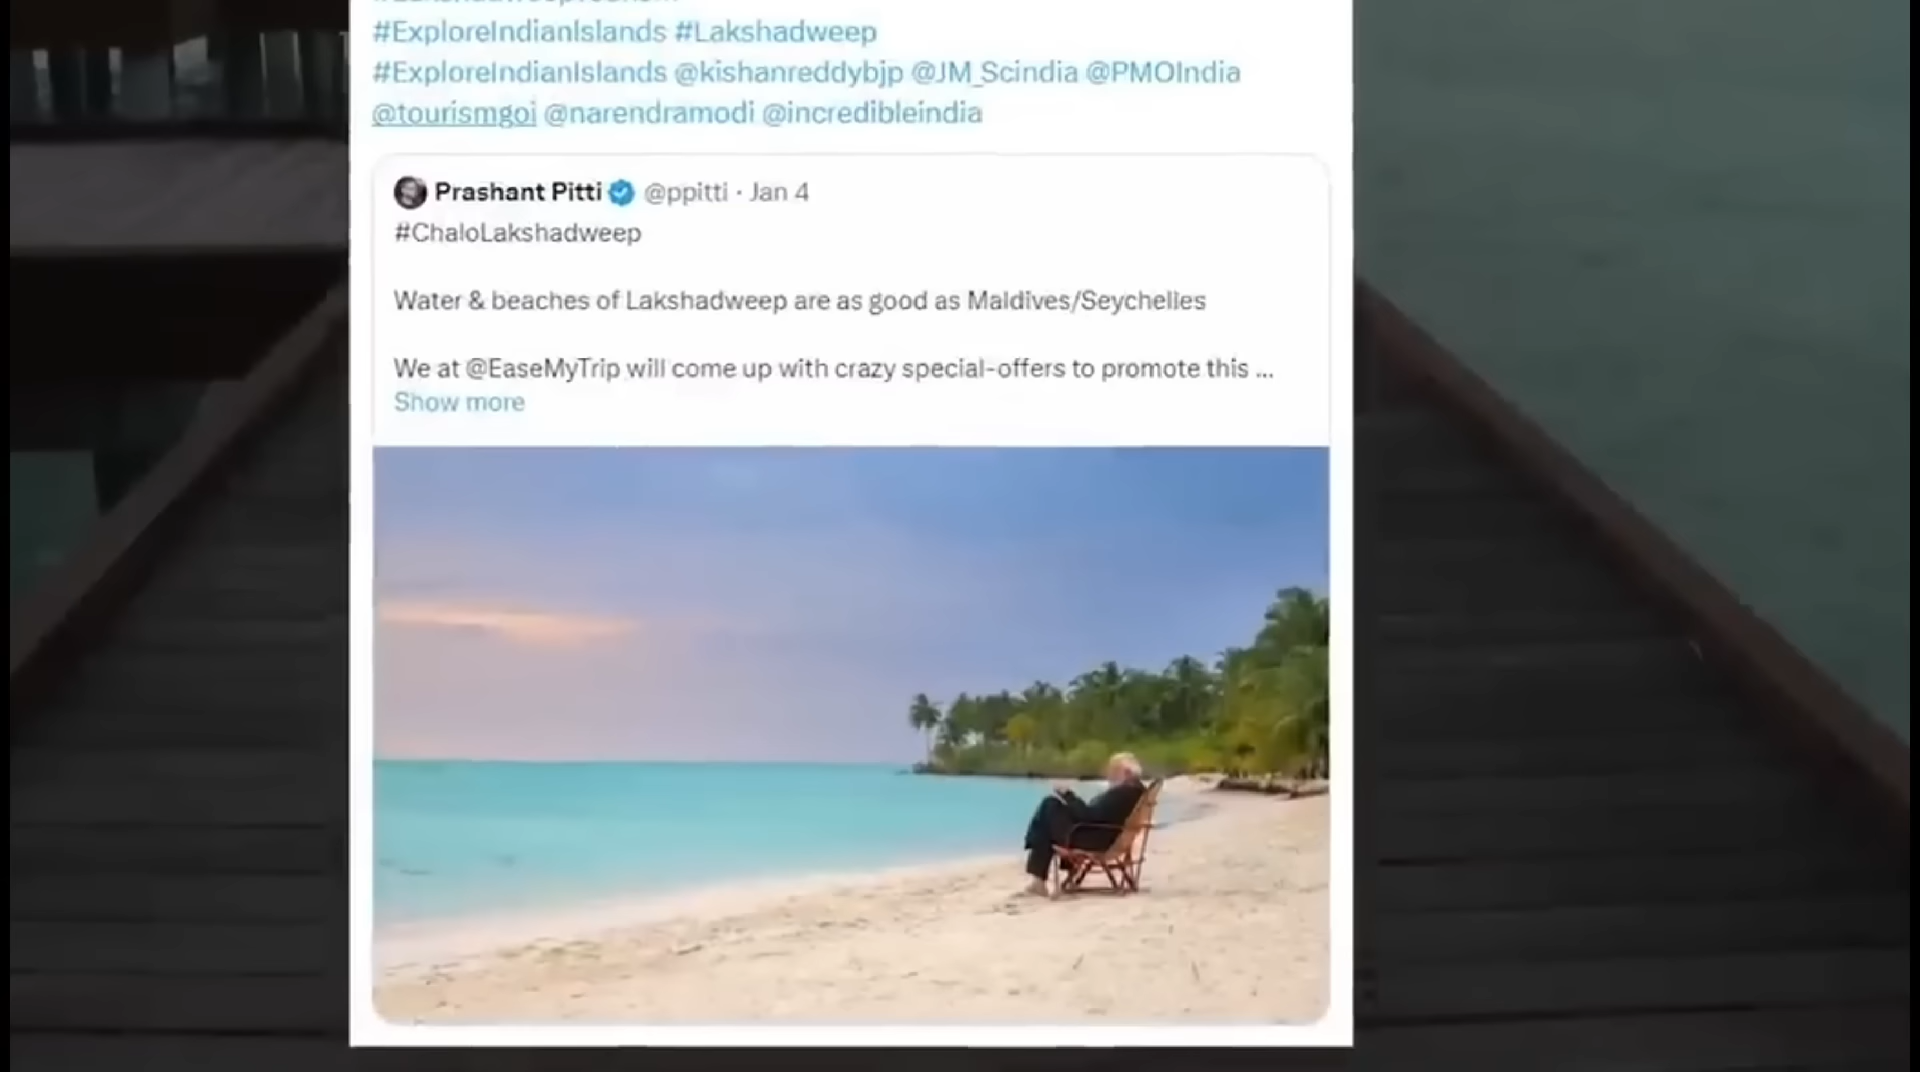 #ExploreIndianIslands #Lakshadweep
#ExploreIndianIslands @kishanreddybjp @JM_Scindia @PMOIndia
@tourismgoi @narendramodi @incredibleindia
Prashant Pitti @ppitti · Jan 4
#ChaloLakshadweep
Water & beaches of Lakshadweep are as good as Maldives/Seychelles
We at @EaseMyTrip will come up with crazy special-offers to promote this ...
Show more